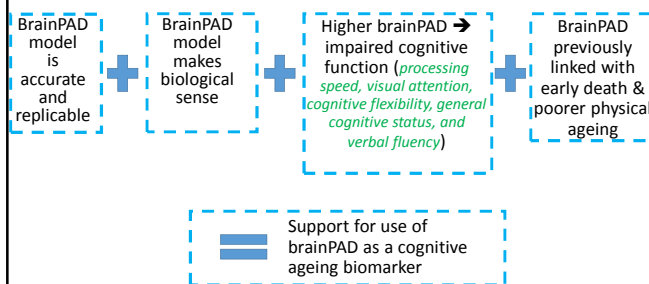 BrainPAD
model
is
accurate
and
replicable
BrainPAD
model
makes
biological
sense
Higher brainPAD ➔
impaired cognitive
function (processing
speed, visual attention,
cognitive flexibility, general
cognitive status, and
verbal fluency)
BrainPAD
previously
linked with
early death &
poorer physical
ageing
Support for use of
brainPAD as a cognitive
ageing biomarker